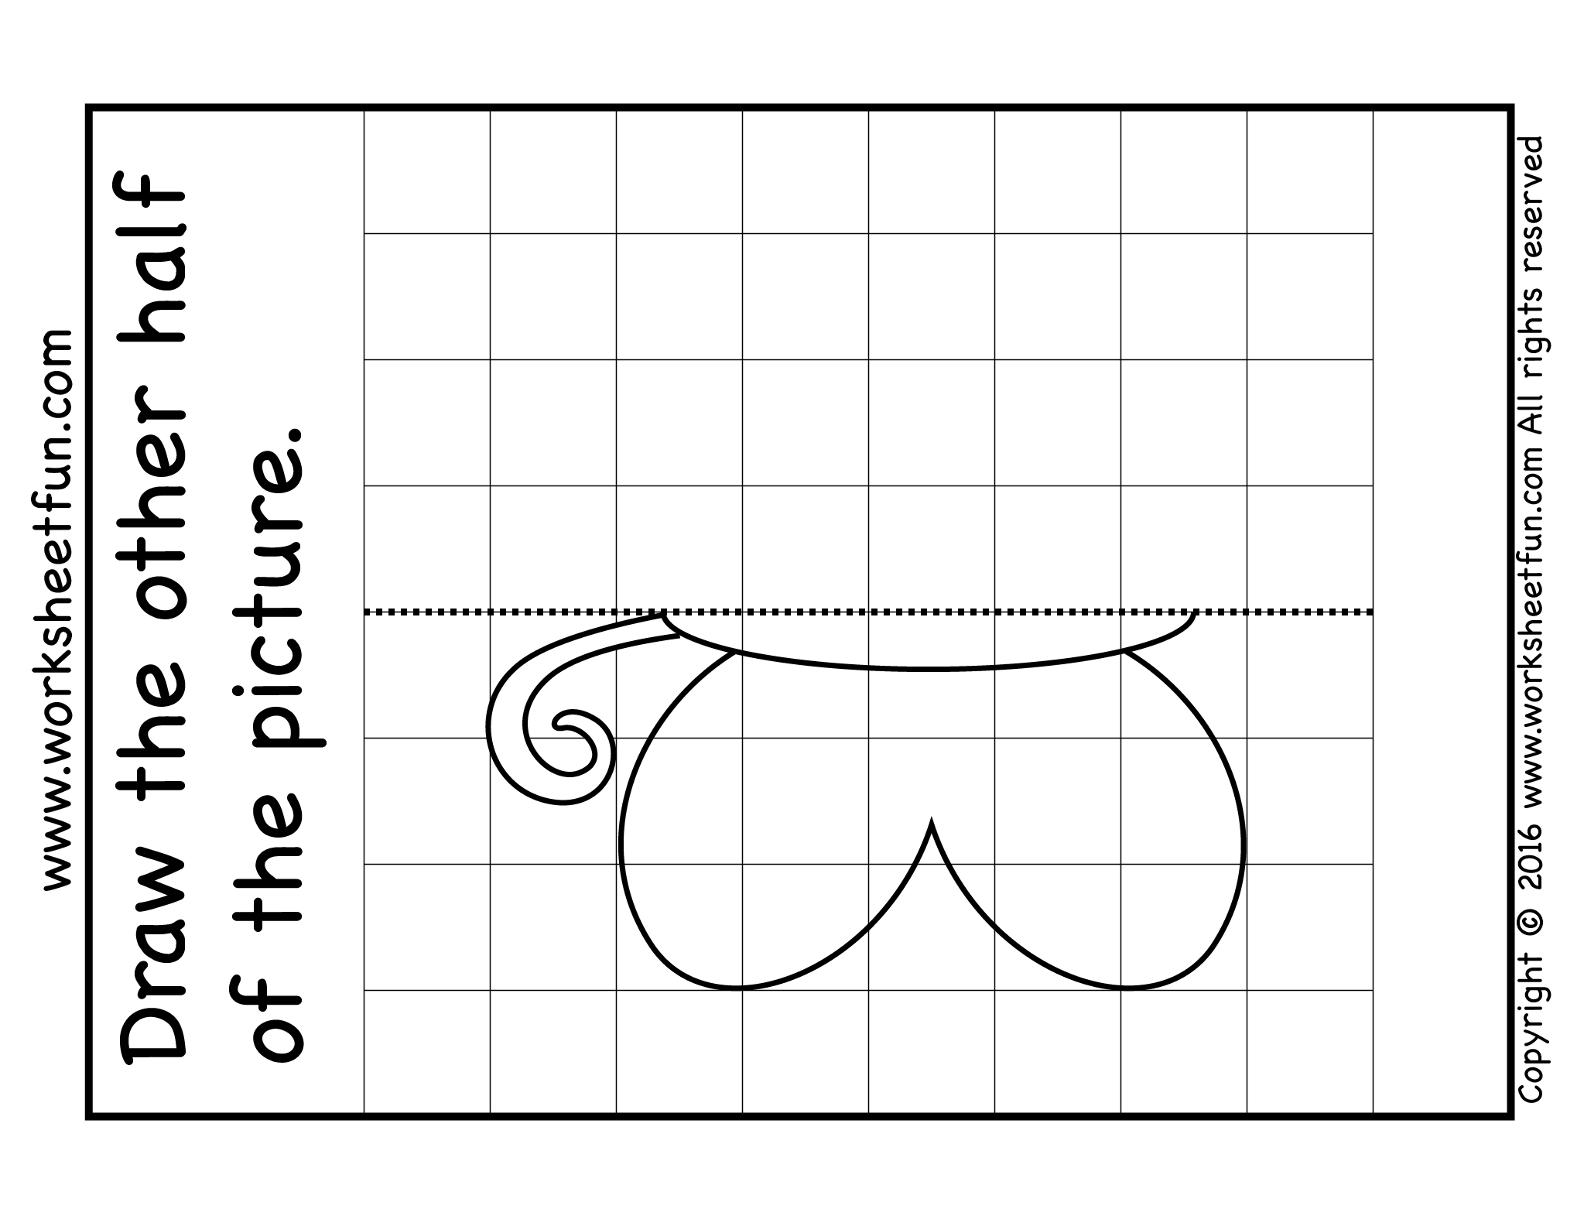 www.worksheetfun.com
Draw the other half
of the picture.
Copyright © 2016 www.worksheetfun.com All rights reserved